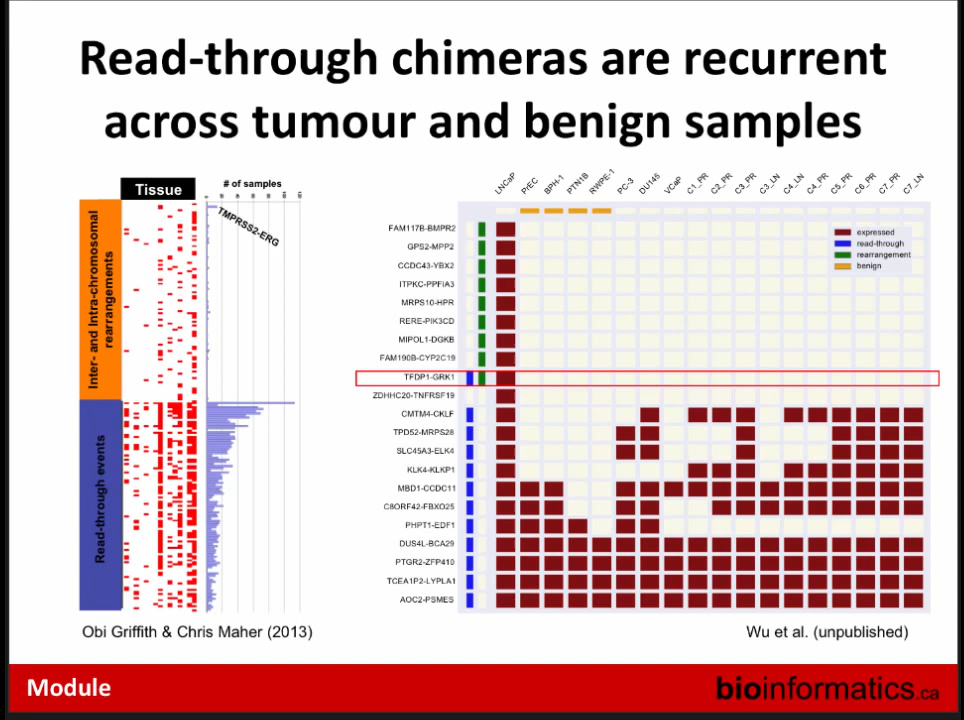 Read-through chimeras are recurrent
across tumour and benign samples
Tissue
# of samples
TMPRSS2-ERG
Inter- and Intra-chromosomal
rearrangements
Read-through events
Obi Griffith & Chris Maher (2013)
LNCaP
PrEC
BPH-1
PTN1B
RWPE-1
PC-3
DU145
VCaP
C1_PR
C2_PR
C3_PR
C3_LN
C4_LN
C4_PR
C5_PR
C6_PR
C7_PR
C7_LN
expressed
read-through
rearrangement
benign
FAM117B-BMPR2
GPS2-MPP2
CCDC43-YBX2
ITPKC-PPFIA3
MRPS10-HPR
RERE-PIK3CD
MIPOL1-DGKB
FAM190B-CYP2C19
TFDP1-GRK1
ZDHHC20-TNFRSF19
CMTM4-CKLF
TPD52-MRPS28
SLC45A3-ELK4
KLK4-KLKP1
MBD1-CCDC11
C8ORF42-FBXO25
PHPT1-EDF1
DUS4L-BCA29
PTGR2-ZFP410
TCEA1P2-LYPLA1
AOC2-PSMES
Wu et al. (unpublished)
Module
bioinformatics.ca